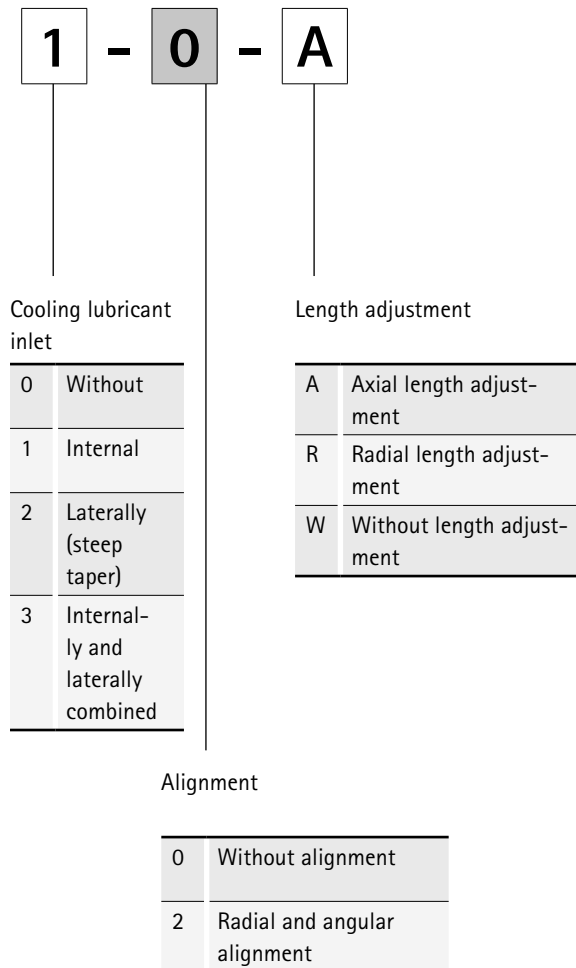 1 - 0 - A
Cooling lubricant
inlet
0 Without
1 Internal
2 Laterally
(steep
taper)
3 Internal-
ly and
laterally
combined
Length adjustment
A Axial length adjust-
ment
R Radial length adjust-
ment
W Without length adjust-
ment
Alignment
0 Without alignment
2 Radial and angular
alignment